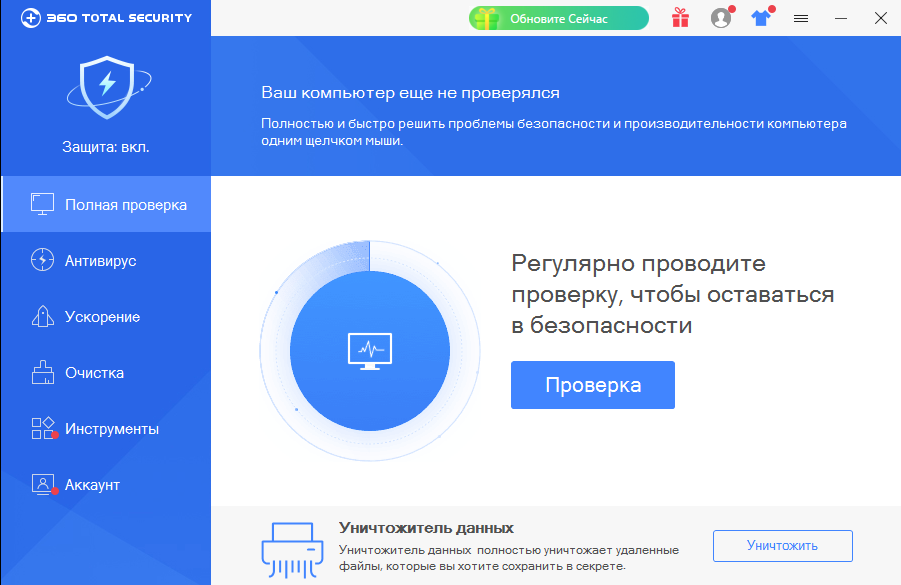 360 TOTAL SECURITY
Обновите Сейчас
Защита: вкл.
Полная проверка
Антивирус
Ускорение
Очистка
Инструменты
Аккаунт
Ваш компьютер еще не проверялся
Полностью и быстро решить проблемы безопасности и производительности компьютера
одним щелчком мыши.
Регулярно проводите
проверку, чтобы оставаться
в безопасности
Проверка
Уничтожитель данных
Уничтожитель данных полностью уничтожает удаленные
файлы, которые вы хотите сохранить в секрете.
Уничтожить